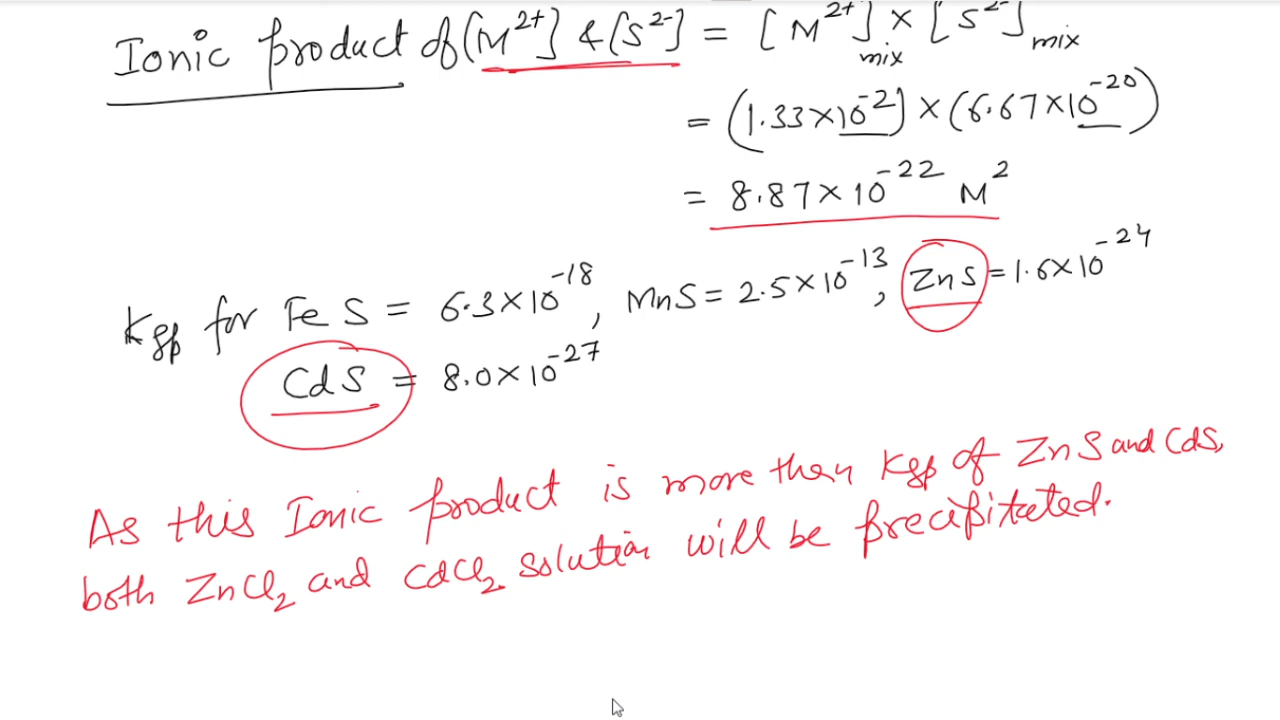 Ionic product of [M²⁺] & [S²⁻] = [M²⁺]mix × [S²⁻]mix
= (1.33×10⁻²) × (6.67×10⁻²⁰)
= 8.87×10⁻²² M²
Ksp for FeS = 6.3×10⁻¹⁸, MnS = 2.5×10⁻¹³, ZnS = 1.6×10⁻²⁴
CdS = 8.0×10⁻²⁷
As this Ionic product is more then Ksp of ZnS and CdS,
both ZnCl₂ and CdCl₂ solution will be precipitated.